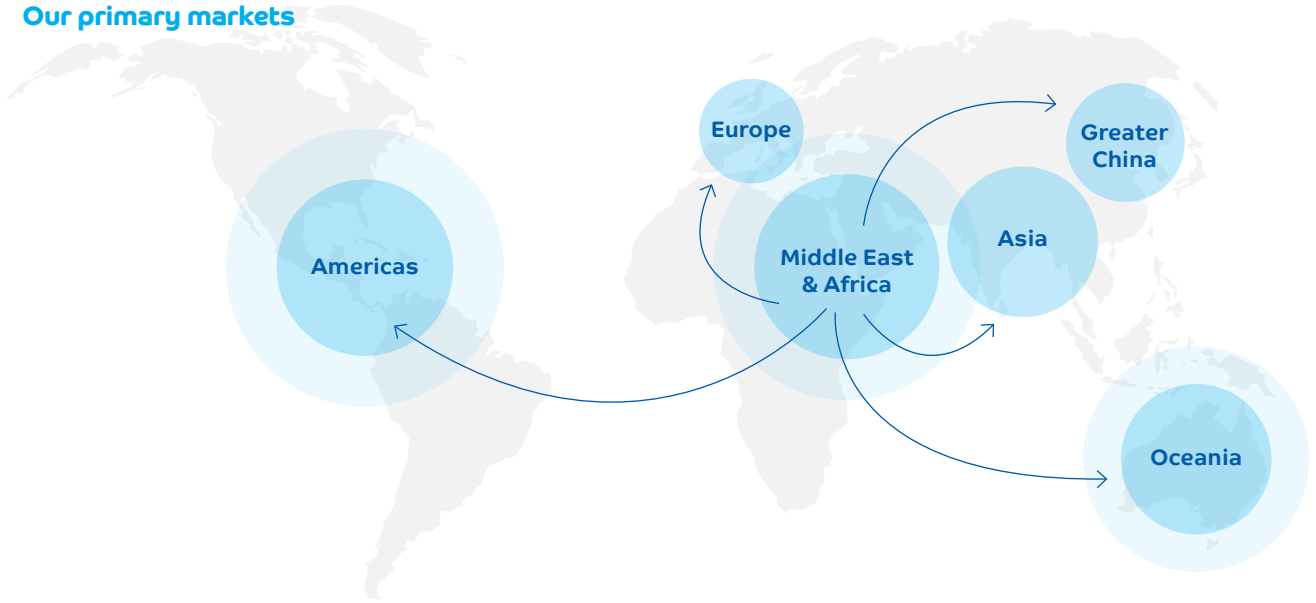 Our primary markets
Europe
Greater
China
Asia
Middle East
& Africa
Americas
Oceania